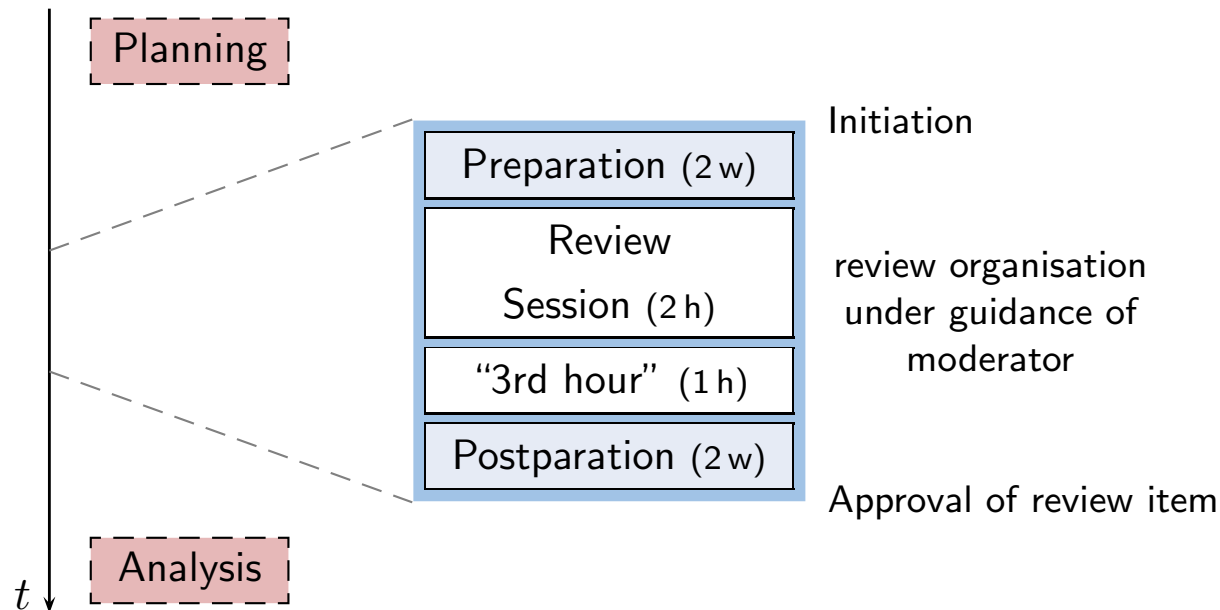 Planning
Initiation
Preparation (2 w)
Review
Session (2 h)
review organisation
under guidance of
moderator
“3rd hour” (1 h)
Postparation (2 w)
Approval of review item
Analysis
t